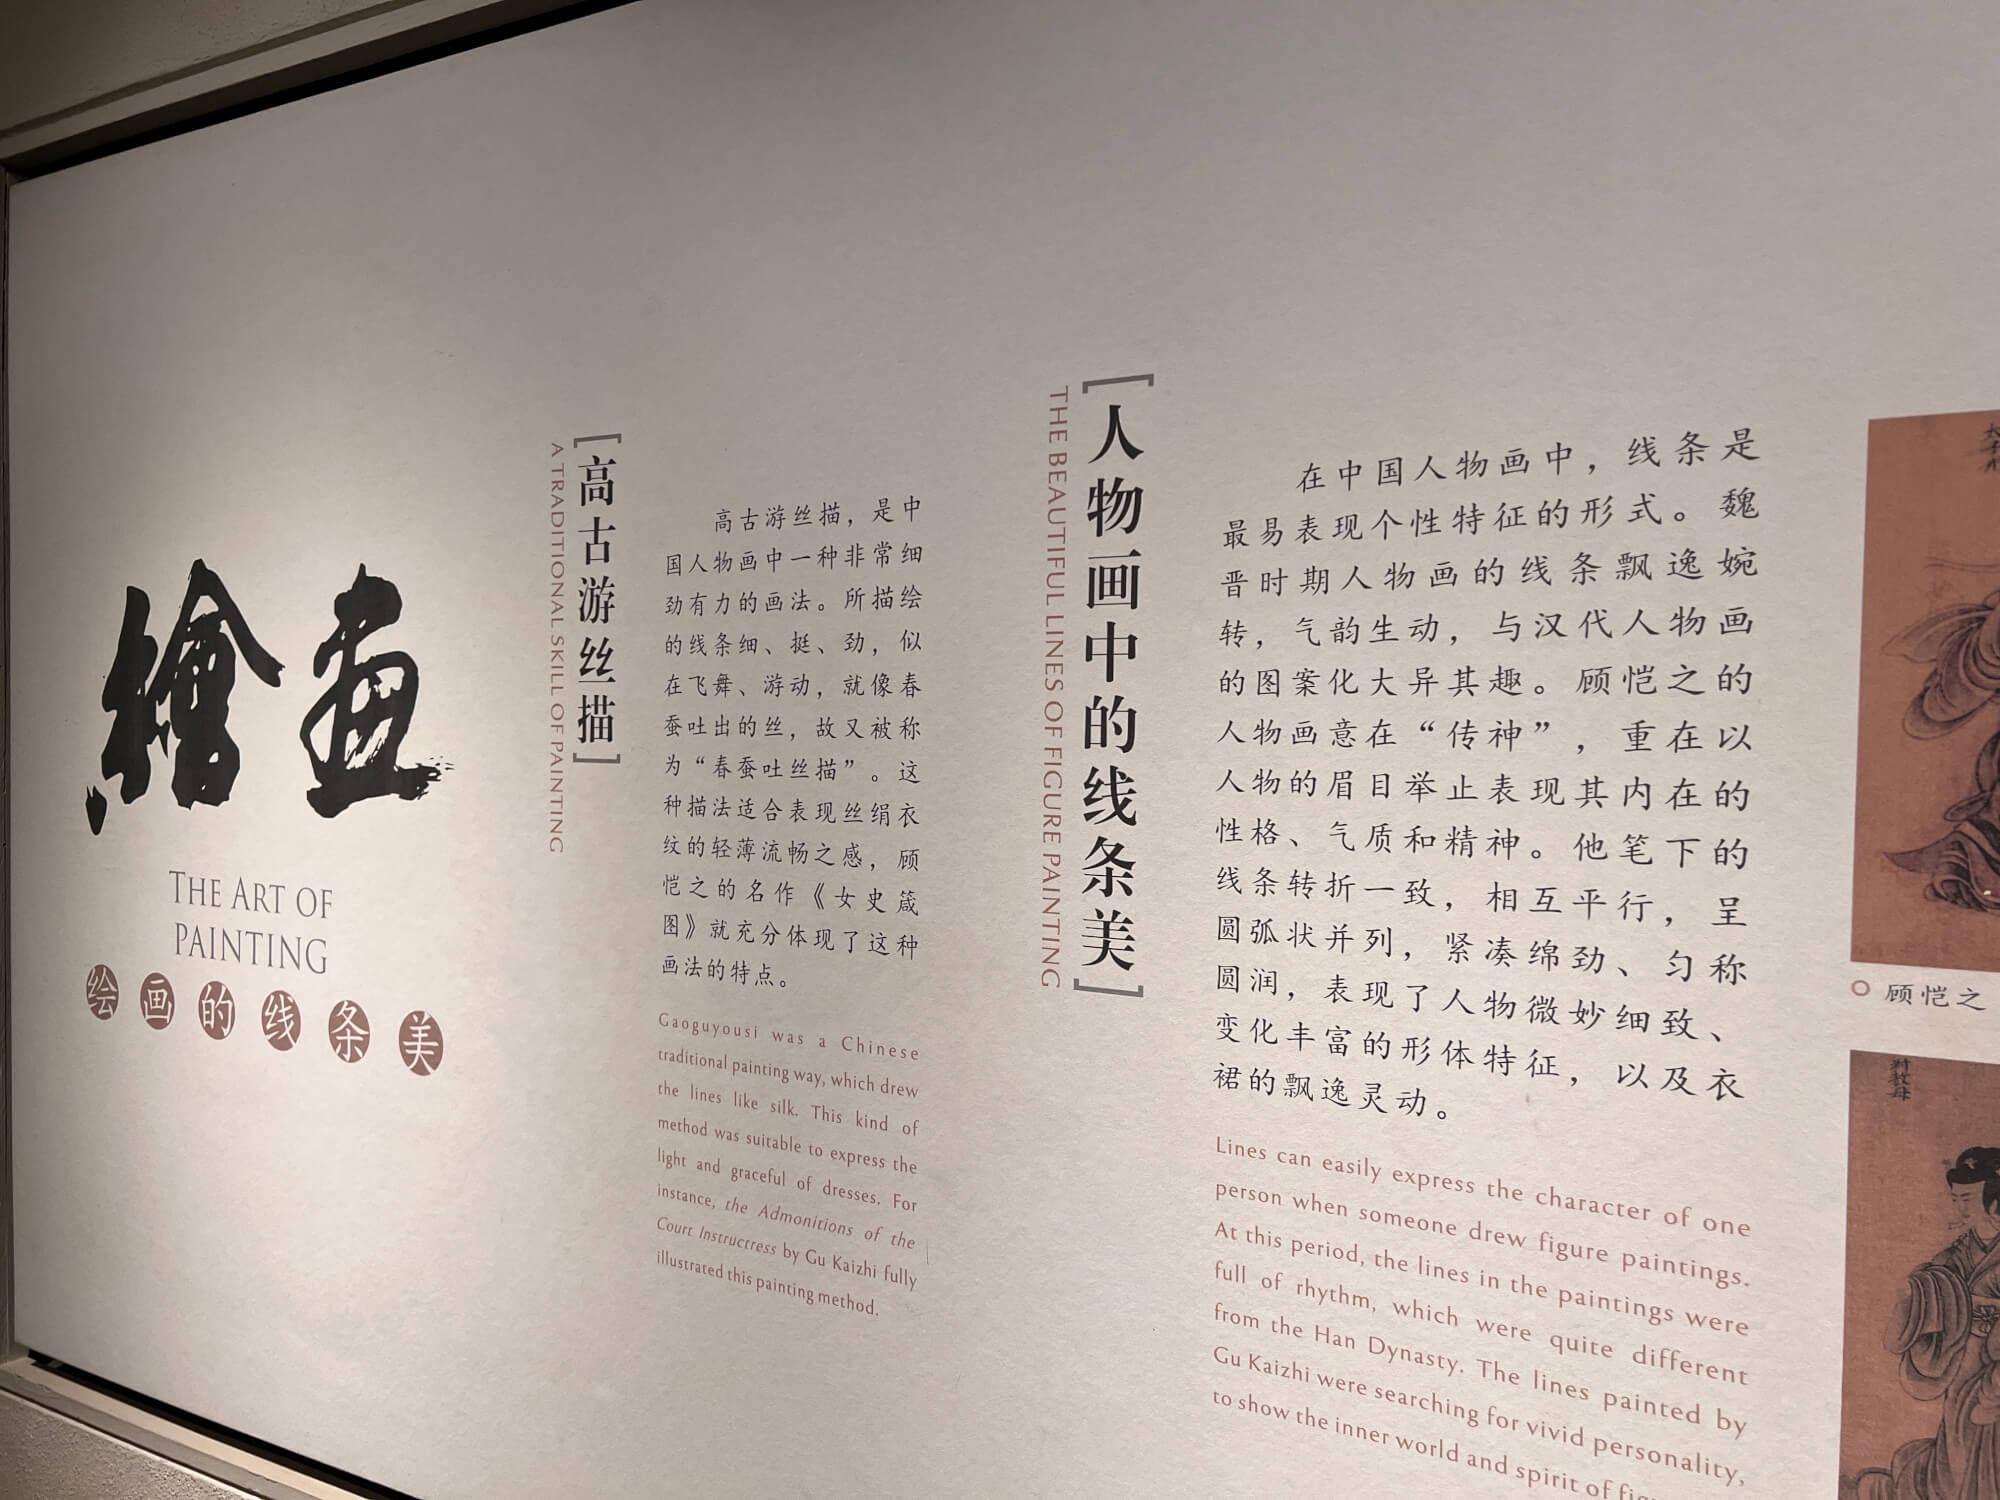 繪畫
THE ART OF
PAINTING
绘画的线条美
[高古游丝描]
A TRADITIONAL SKILL OF PAINTING
高古游丝描，是中
国人物画中一种非常细
劲有力的画法。所描绘
的线条细、挺、劲，似
在飞舞、游动，就像春
蚕吐出的丝，故又被称
为“春蚕吐丝描”。这
种描法适合表现丝绢衣
纹的轻薄流畅之感，顾
恺之的名作《女史箴
图》就充分体现了这种
画法的特点。
Gaoguyousi was a Chinese
traditional painting way, which drew
the lines like silk. This kind of
method was suitable to express the
light and graceful of dresses. For
instance, the Admonitions of the
Court Instructress by Gu Kaizhi fully
illustrated this painting method.
[人物画中的线条美]
THE BEAUTIFUL LINES OF FIGURE PAINTING
在中国人物画中，线条是
最易表现个性特征的形式。魏
晋时期人物画的线条飘逸婉
转，气韵生动，与汉代人物画
的图案化大异其趣。顾恺之的
人物画意在“传神”，重在以
人物的眉目举止表现其内在的
性格、气质和精神。他笔下的
线条转折一致，相互平行，呈
圆弧状并列，紧凑绵劲、匀称
圆润，表现了人物微妙细致、
变化丰富的形体特征，以及衣
裙的飘逸灵动。
Lines can easily express the character of one
person when someone drew figure paintings.
At this period, the lines in the paintings were
full of rhythm, which were quite different
from the Han Dynasty. The lines painted by
Gu Kaizhi were searching for vivid personality,
to show the inner world and spirit of
顾恺之